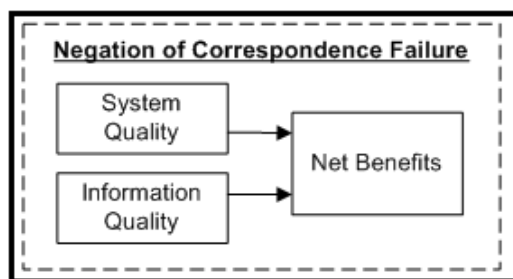 Negation of Correspondence Failure
System
Quality
Net Benefits
Information
Quality